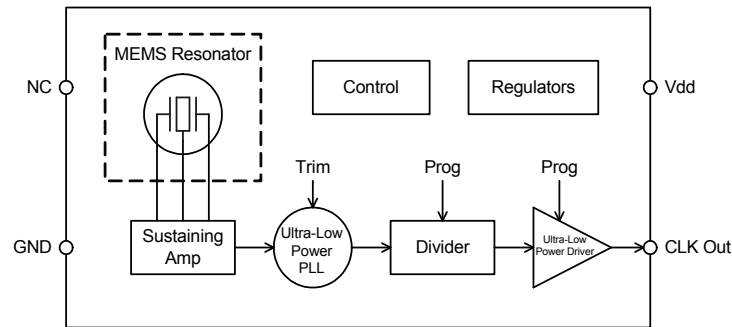 MEMS Resonator
NC
Control
Regulators
Vdd
Trim
Prog
Prog
GND
Sustaining
Amp
Ultra-Low
Power
PLL
Divider
Ultra-Low
Power Driver
CLK Out